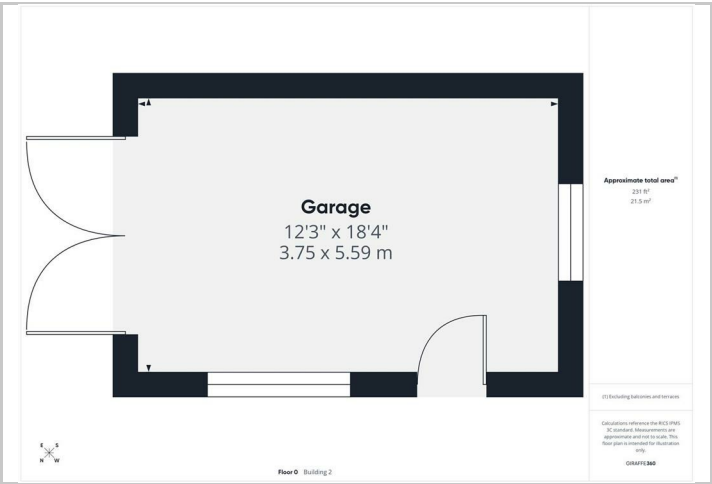 Garage
12'3" x 18'4"
3.75 x 5.59 m
Approximate total area⁽¹⁾
231 ft²
21.5 m²
(1) Excluding balconies and terraces
Calculations reference the RICS IPMS
3C standard. Measurements are
approximate and not to scale. This
floor plan is intended for illustration
only.
GIRAFFE360
E S
N W
Floor 0 Building 2